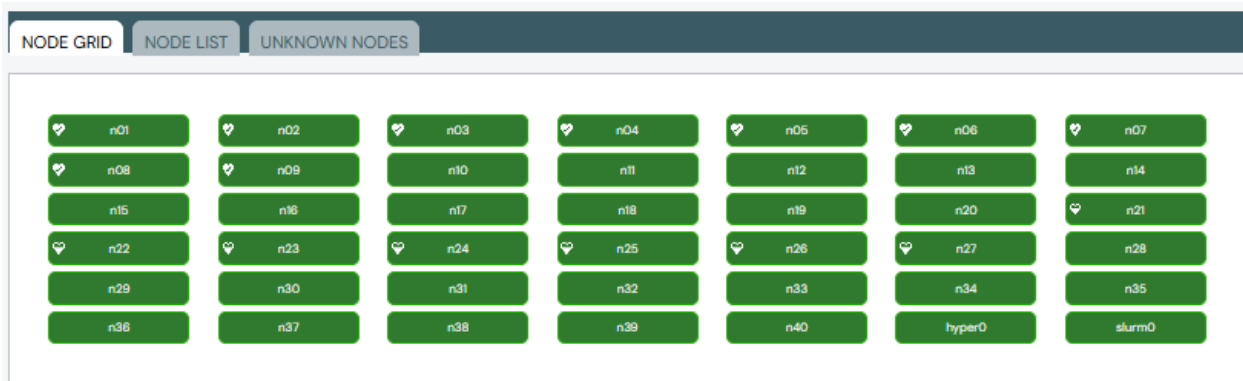 NODE GRID NODE LIST UNKNOWN NODES
n01 n02 n03 n04 n05 n06 n07
n08 n09 n10 n11 n12 n13 n14
n15 n16 n17 n18 n19 n20 n21
n22 n23 n24 n25 n26 n27 n28
n29 n30 n31 n32 n33 n34 n35
n36 n37 n38 n39 n40 hyper0 slurm0